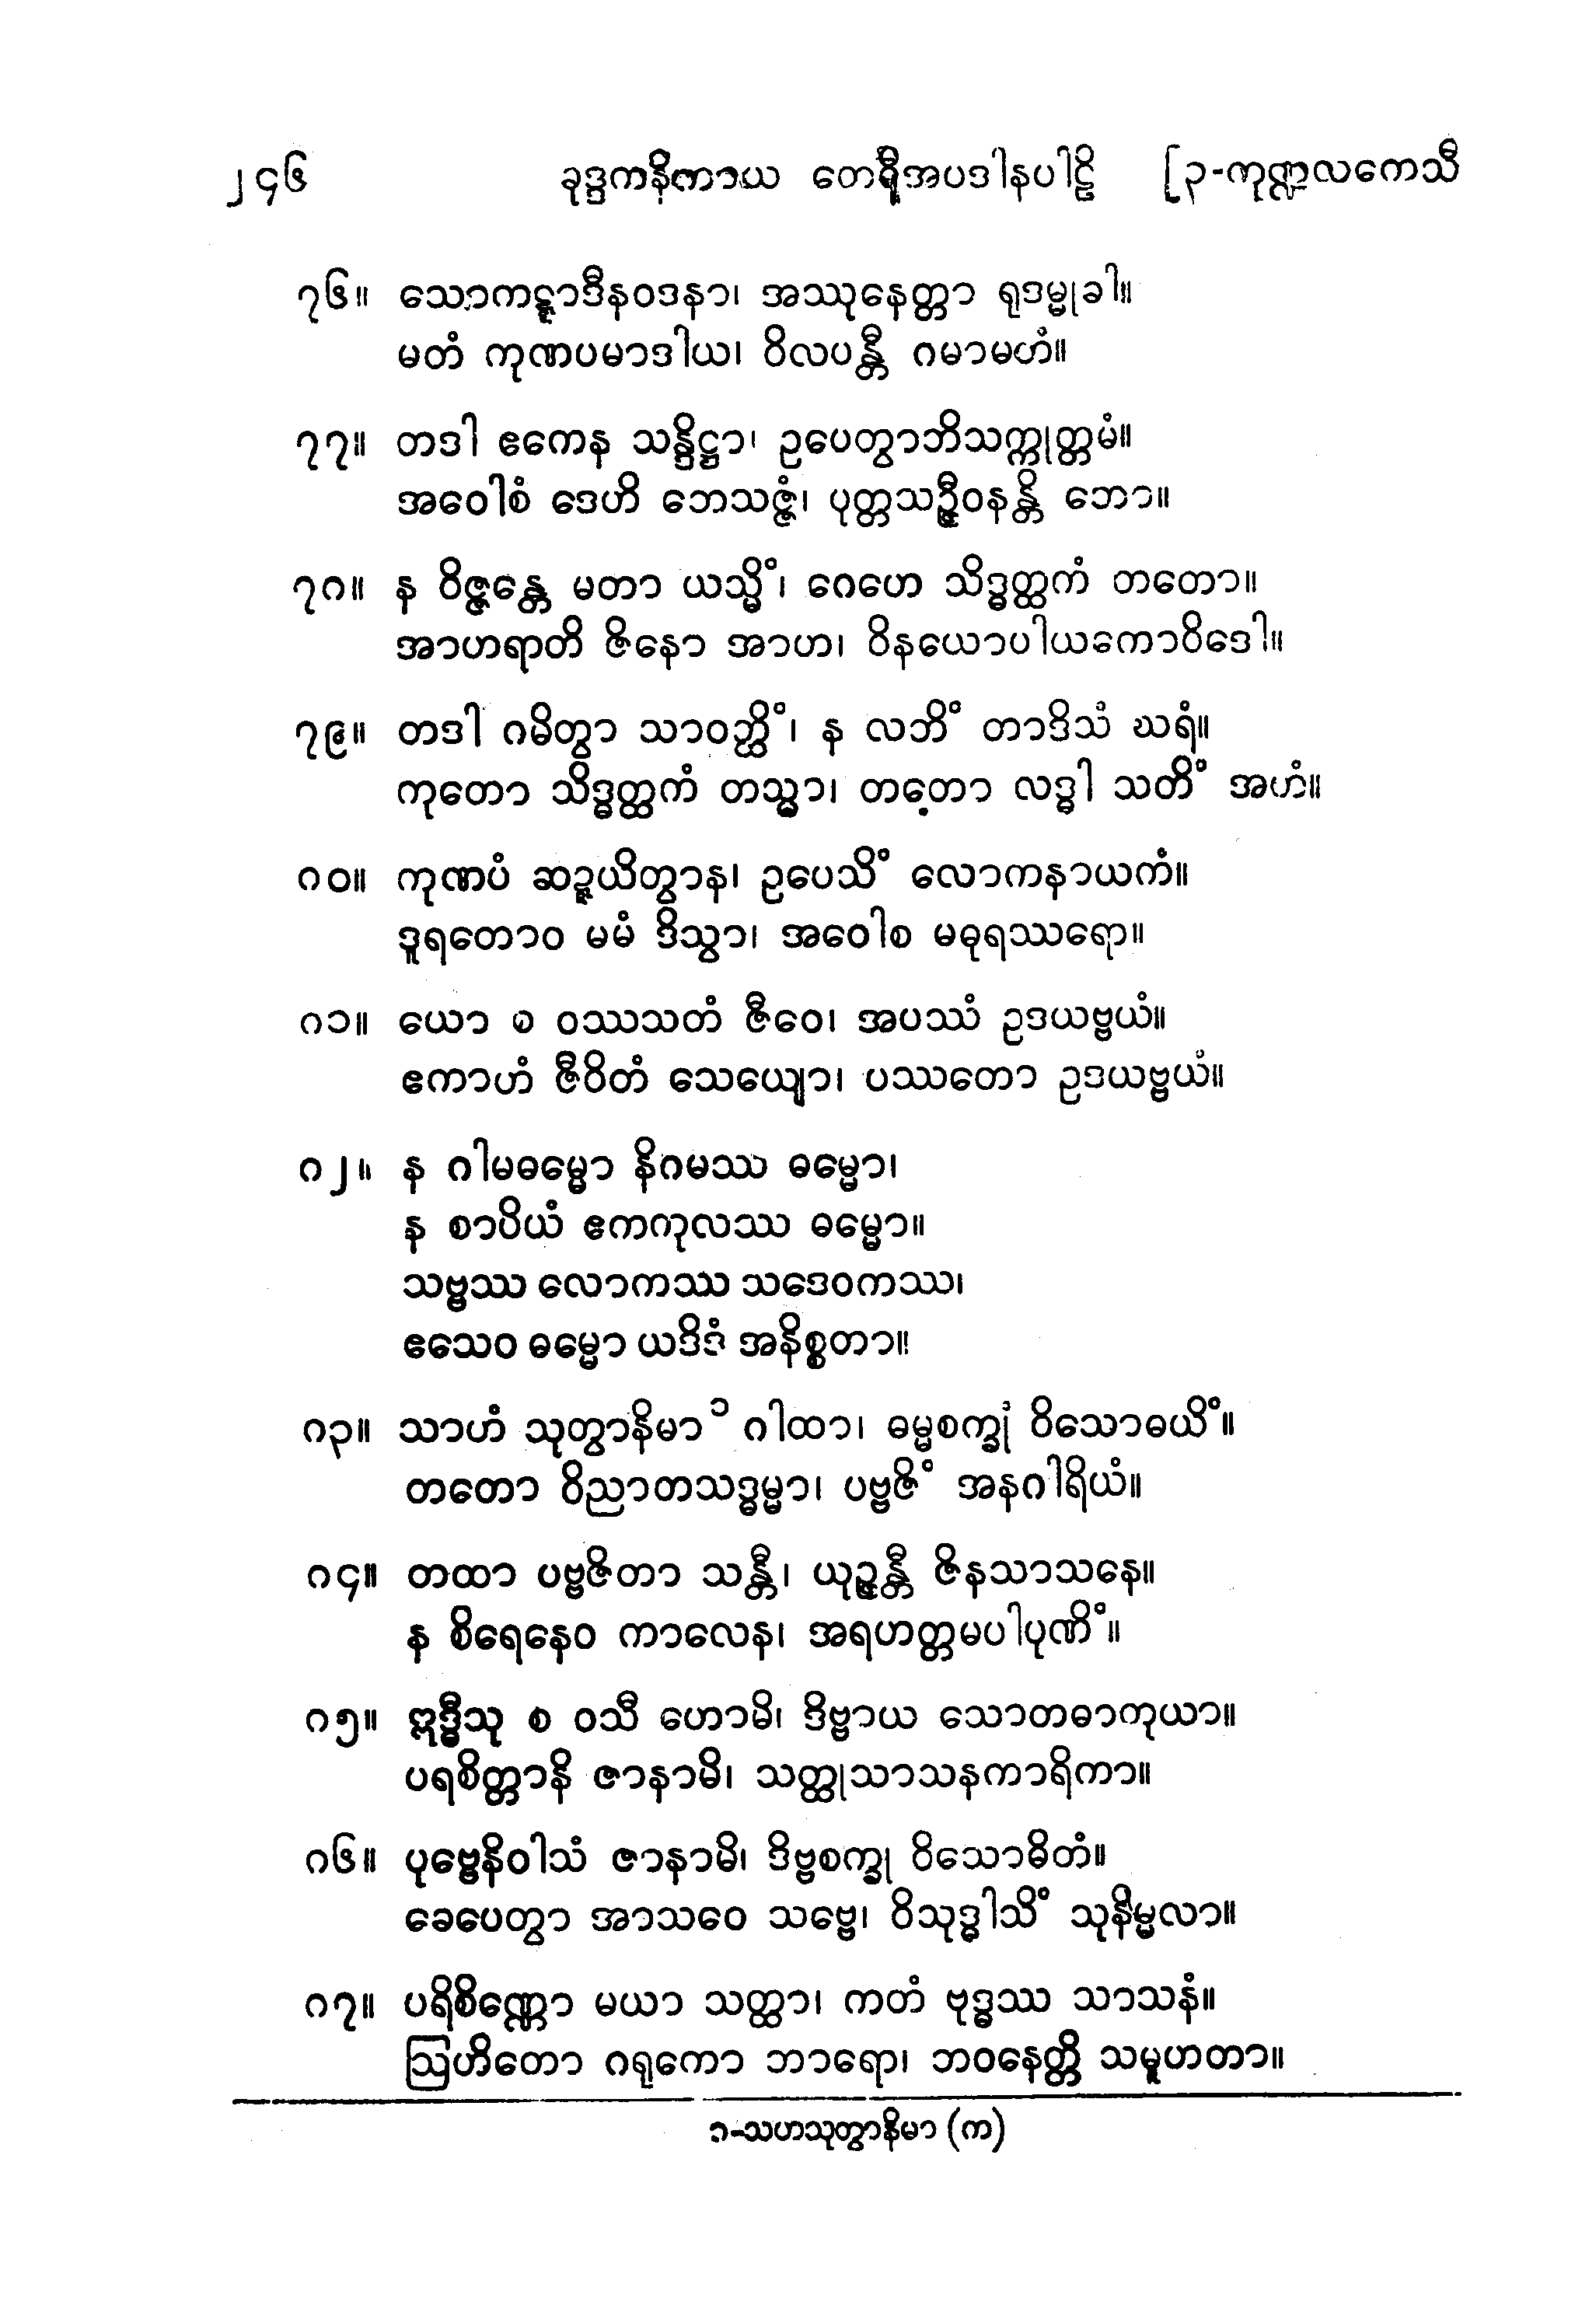 ၂၄၆ ခုဒ္ဒကနိကာယ ထေရီအပဒါနပါဠိ [၃-ကုဏ္ဍလကေသီ
၇၆။ သောကဋ္ဋာဒီနဝဒနာ၊ အဿုနေတ္တာ ရုဒမ္မုခါ။
မတံ ကုဏပမာဒါယ၊ ဝိလပန္တီ ဂမာမဟံ။
၇၇။ တဒါ ဧကေန သန္ဒိဋ္ဌာ၊ ဥပေတွာဘိသက္ကုတ္တမံ။
အဝေါစံ ဒေဟိ ဘေသဇ္ဇံ၊ ပုတ္တသဉ္ဇီဝနန္တိ ဘော။
၇၈။ န ဝိဇ္ဇန္တေ မတာ ယသ္မိံ၊ ဂေဟေ သိဒ္ဓတ္ထကံ တတော။
အာဟရာတိ ဇိနော အာဟ၊ ဝိနယောပါယကောဝိဒေါ။
၇၉။ တဒါ ဂမိတွာ သာဝတ္ထိံ၊ န လဘိံ တာဒိသံ ဃရံ။
ကုတော သိဒ္ဓတ္ထကံ တသ္မာ၊ တတော လဒ္ဓါ သတိံ အဟံ။
၈၀။ ကုဏပံ ဆဍ္ဍယိတွာန၊ ဥပေသိံ လောကနာယကံ။
ဒူရတောဝ မမံ ဒိသွာ၊ အဝေါစ မဓုရဿရော။
၈၁။ ယော စ ဝဿသတံ ဇီဝေ၊ အပဿံ ဥဒယဗ္ဗယံ။
ဧကာဟံ ဇီဝိတံ သေယျော၊ ပဿတော ဥဒယဗ္ဗယံ။
၈၂။ န ဂါမဓမ္မော နိဂမဿ ဓမ္မော၊
န စာပိယံ ဧကကုလဿ ဓမ္မော။
သဗ္ဗဿ လောကဿ သဒေဝကဿ၊
ဧသေဝ ဓမ္မော ယဒိဒံ အနိစ္စတာ။
၈၃။ သာဟံ သုတွာနိမာ ၁ ဂါထာ၊ ဓမ္မစက္ခုံ ဝိသောဓယိံ။
တတော ဝိညာတသဒ္ဓမ္မာ၊ ပဗ္ဗဇိံ အနဂါရိယံ။
၈၄။ တထာ ပဗ္ဗဇိတာ သန္တီ၊ ယုဉ္ဇန္တီ ဇိနသာသနေ။
န စိရေနေဝ ကာလေန၊ အရဟတ္တမပါပုဏိံ။
၈၅။ ဣဒ္ဓီသု စ ဝသီ ဟောမိ၊ ဒိဗ္ဗာယ သောတဓာတုယာ။
ပရစိတ္တာနိ ဇာနာမိ၊ သတ္ထုသာသနကာရိကာ။
၈၆။ ပုဗ္ဗေနိဝါသံ ဇာနာမိ၊ ဒိဗ္ဗစက္ခု ဝိသောဓိတံ။
ခေပေတွာ အာသဝေ သဗ္ဗေ၊ ဝိသုဒ္ဓါသိံ သုနိမ္မလာ။
၈၇။ ပရိစိဏ္ဏော မယာ သတ္ထာ၊ ကတံ ဗုဒ္ဓဿ သာသနံ။
ဩဟိတော ဂရုကော ဘာရော၊ ဘဝနေတ္တိ သမူဟတာ။
၁-သဟသုတွာနိမာ (က)